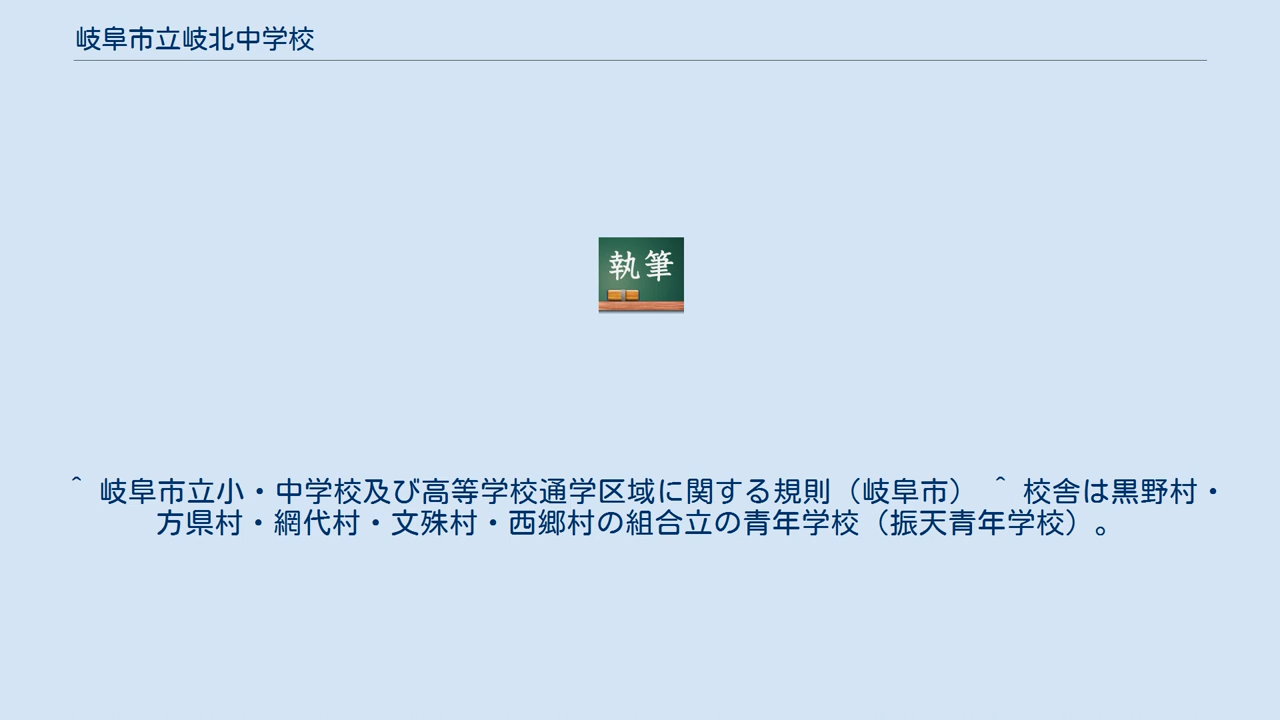 岐阜市立岐北中学校
執筆
^ 岐阜市立小・中学校及び高等学校通学区域に関する規則（岐阜市） ^ 校舎は黒野村・
方県村・網代村・文殊村・西郷村の組合立の青年学校（振天青年学校）。